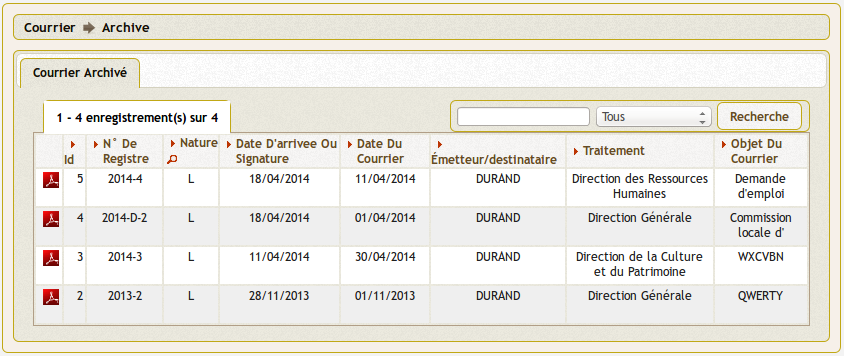 Courrier Archive
Courrier Archivé
1 - 4 enregistrement(s) sur 4
Tous
Recherche
Id
N° De Registre
Nature
Date D'arrivee Ou Signature
Date Du Courrier
Émetteur/destinataire
Traitement
Objet Du Courrier
5 2014-4 L 18/04/2014 11/04/2014 DURAND Direction des Ressources Humaines Demande d'emploi
4 2014-D-2 L 18/04/2014 01/04/2014 DURAND Direction Générale Commission locale d'
3 2014-3 L 11/04/2014 30/04/2014 DURAND Direction de la Culture et du Patrimoine WXCVBN
2 2013-2 L 28/11/2013 01/11/2013 DURAND Direction Générale QWERTY